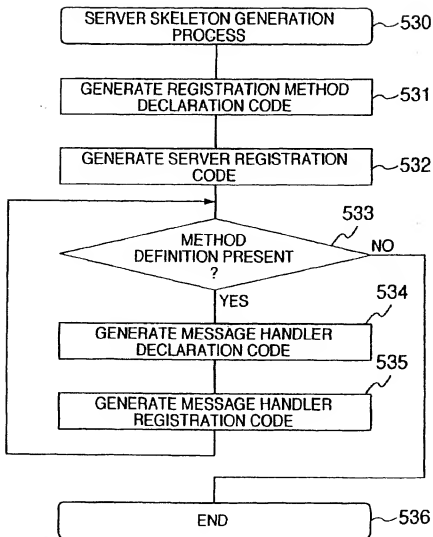 SERVER SKELETON GENERATION
PROCESS
530
GENERATE REGISTRATION METHOD
DECLARATION CODE
531
GENERATE SERVER REGISTRATION
CODE
532
533
METHOD
DEFINITION PRESENT
?
NO
YES
534
GENERATE MESSAGE HANDLER
DECLARATION CODE
535
GENERATE MESSAGE HANDLER
REGISTRATION CODE
END
536